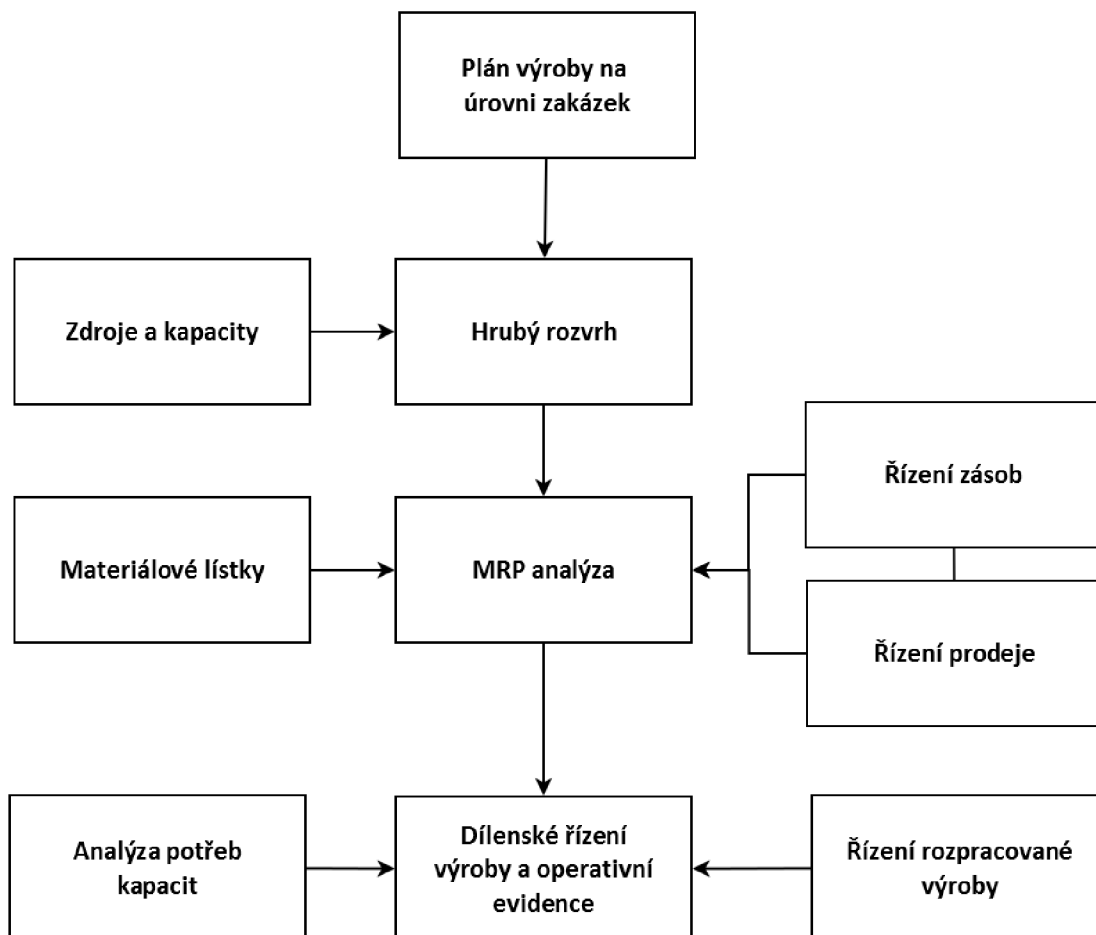 Plán výroby na
úrovni zakázek
Zdroje a kapacity
Hrubý rozvrh
Řízení zásob
Materiálové lístky
MRP analýza
Řízení prodeje
Analýza potřeb
kapacit
Dílenské řízení
výroby a operativní
evidence
Řízení rozpracované
výroby